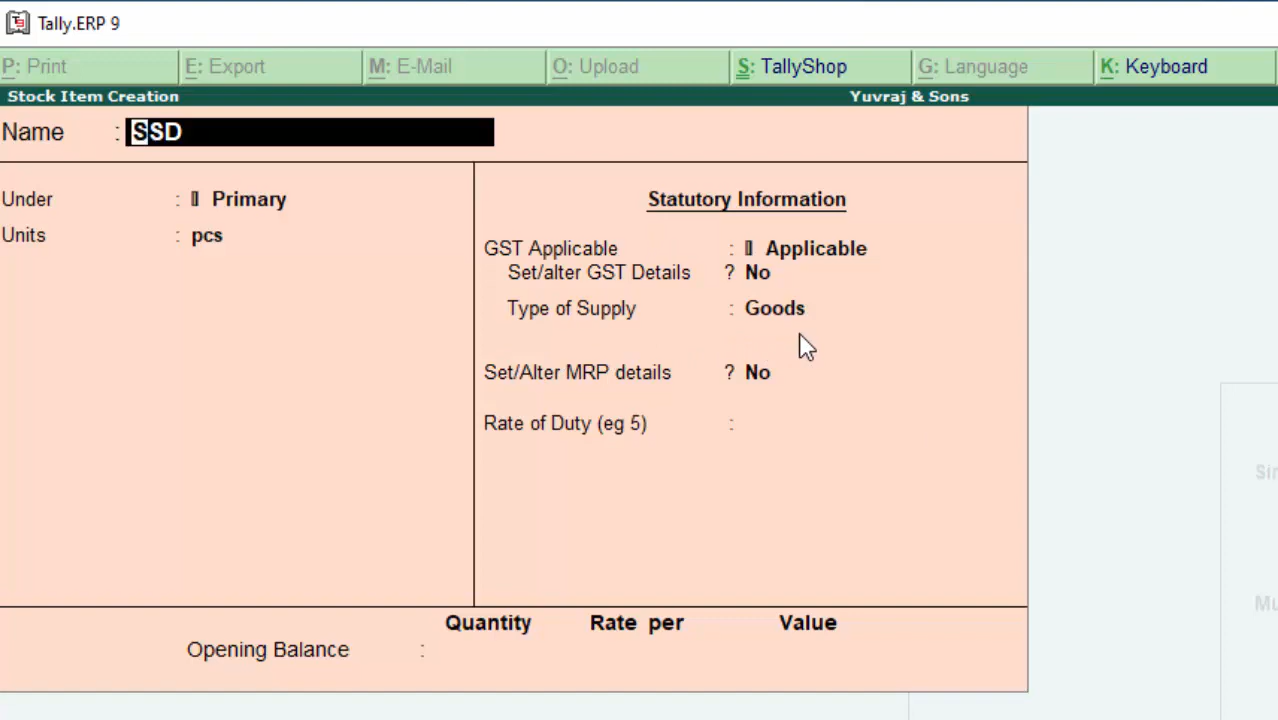 Tally.ERP 9
P: Print E: Export M: E-Mail O: Upload S: TallyShop G: Language K: Keyboard
Stock Item Creation Yuvraj & Sons
Name : SSD
Under : Primary
Units : pcs
Statutory Information
GST Applicable : Applicable
Set/alter GST Details ? No
Type of Supply : Goods
Set/Alter MRP details ? No
Rate of Duty (eg 5) :
Quantity Rate per Value
Opening Balance :